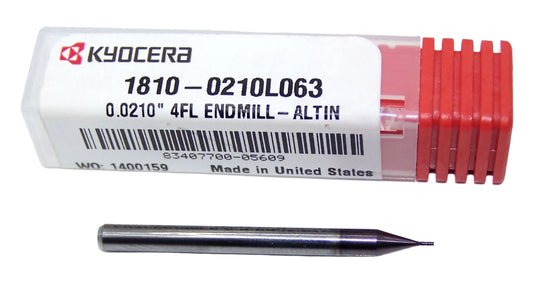 KYOCERA
1810-0210L063
0.0210" 4FL ENDMILL-ALTIN
83407700-05609
WO: 1400159 Made in United States